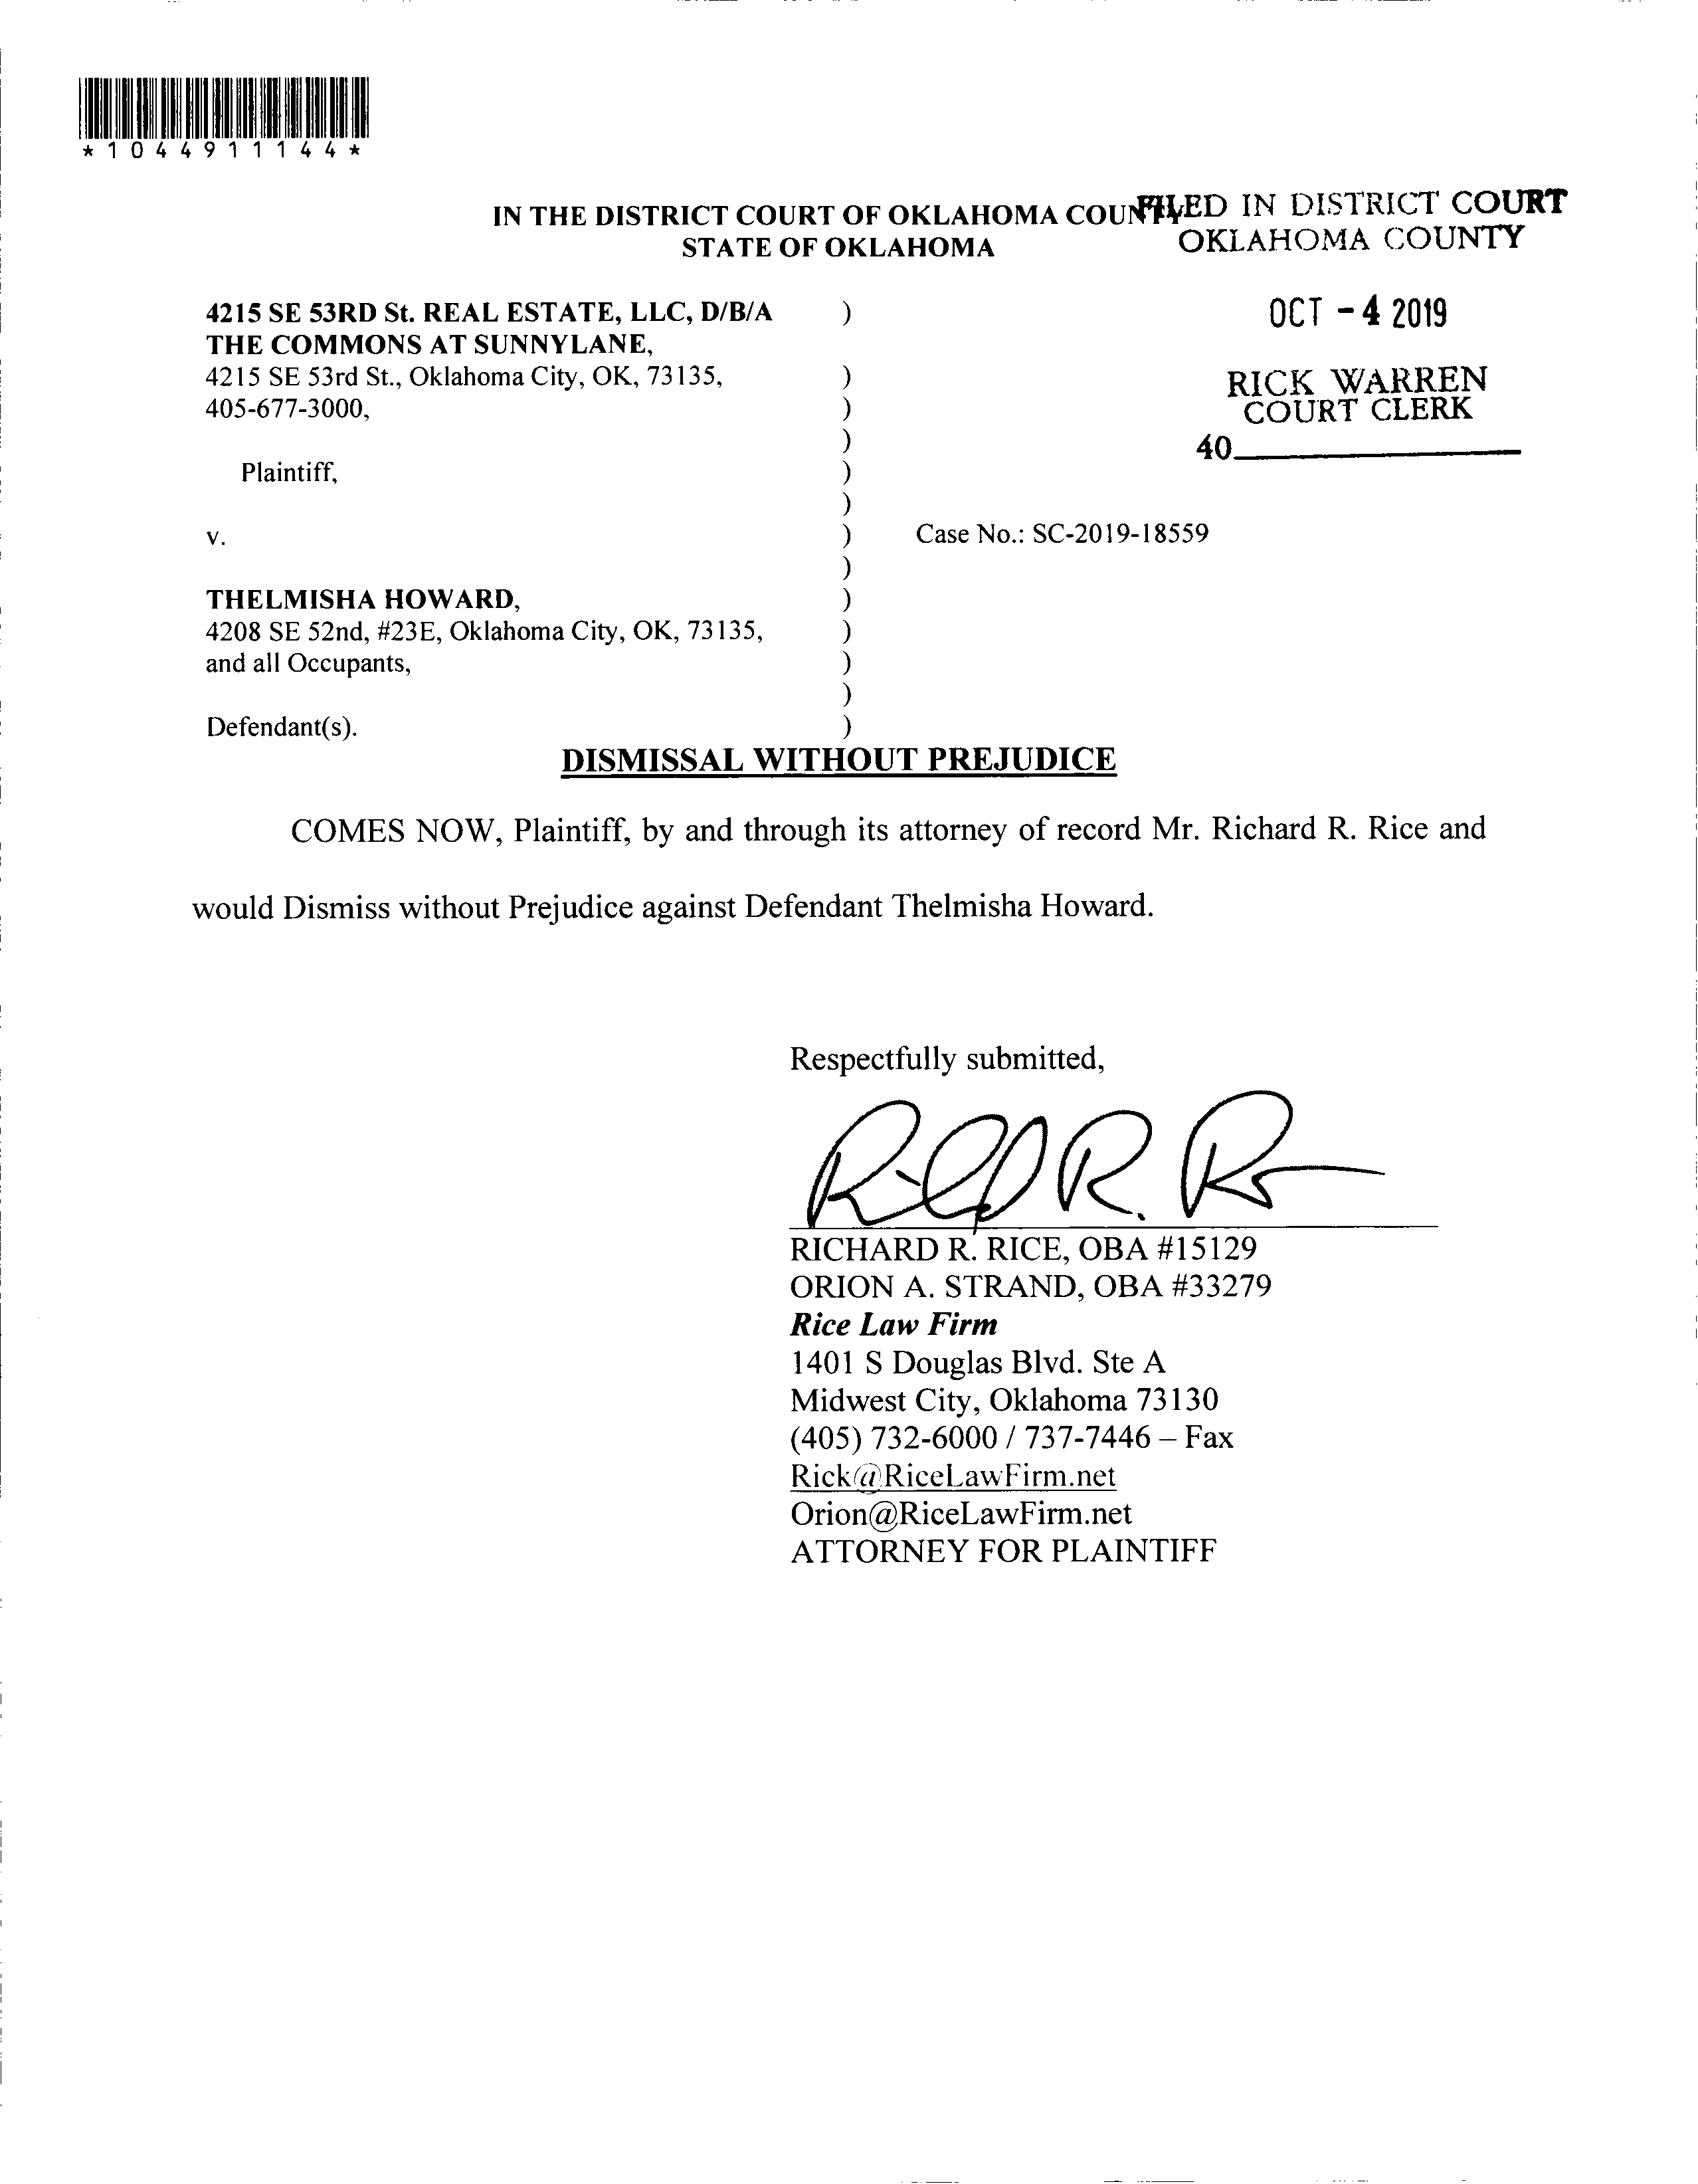 *1044911144*
IN THE DISTRICT COURT OF OKLAHOMA COUNTY
STATE OF OKLAHOMA
FILED IN DISTRICT COURT
OKLAHOMA COUNTY
OCT - 4 2019
RICK WARREN
COURT CLERK
40
4215 SE 53RD St. REAL ESTATE, LLC, D/B/A )
THE COMMONS AT SUNNYLANE,
4215 SE 53rd St., Oklahoma City, OK, 73135, )
405-677-3000, )
)
Plaintiff, )
)
v. ) Case No.: SC-2019-18559
)
THELMISHA HOWARD, )
4208 SE 52nd, #23E, Oklahoma City, OK, 73135, )
and all Occupants, )
)
Defendant(s). )
DISMISSAL WITHOUT PREJUDICE
COMES NOW, Plaintiff, by and through its attorney of record Mr. Richard R. Rice and
would Dismiss without Prejudice against Defendant Thelmisha Howard.
Respectfully submitted,
RICHARD R. RICE, OBA #15129
ORION A. STRAND, OBA #33279
Rice Law Firm
1401 S Douglas Blvd. Ste A
Midwest City, Oklahoma 73130
(405) 732-6000 / 737-7446 – Fax
Rick@RiceLawFirm.net
Orion@RiceLawFirm.net
ATTORNEY FOR PLAINTIFF